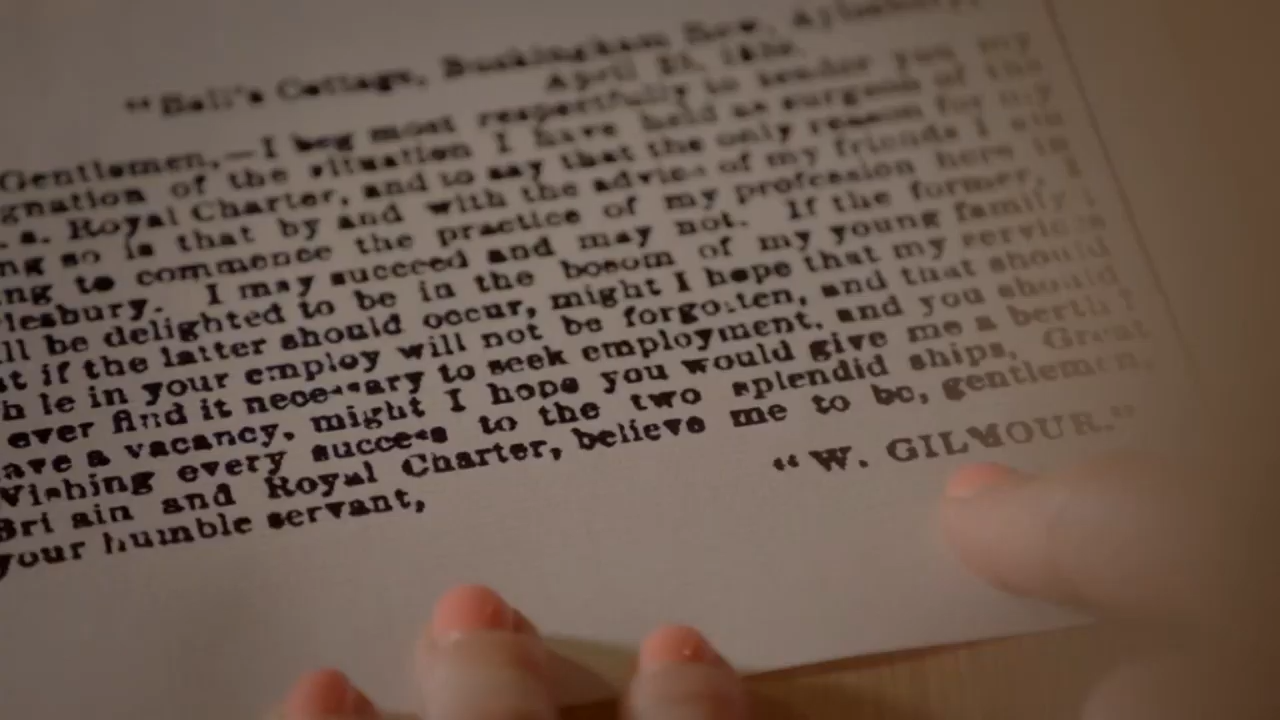 "Ball's Cottage, Buckingham Row, Aylesbury,
April 25,
Gentlemen,—I beg most respectfully to tender you my
gnation of the situation I have held as surgeon of the
s. Royal Charter, and to say that the only reason for my
ng so is that by and with the advice of my friends I am
ng to commence the practice of my profession here in
lesbury. I may succeed and may not. If the former, I
ll be delighted to be in the bosom of my young family;
t if the latter should occur, might I hope that my services
h le in your employ will not be forgotten, and that should
ever find it necessary to seek employment, and you should
ave a vacancy, might I hope you would give me a berth?
Wishing every success to the two splendid ships, Great
Bri ain and Royal Charter, believe me to be, gentlemen,
your humble servant,
"W. GILMOUR."